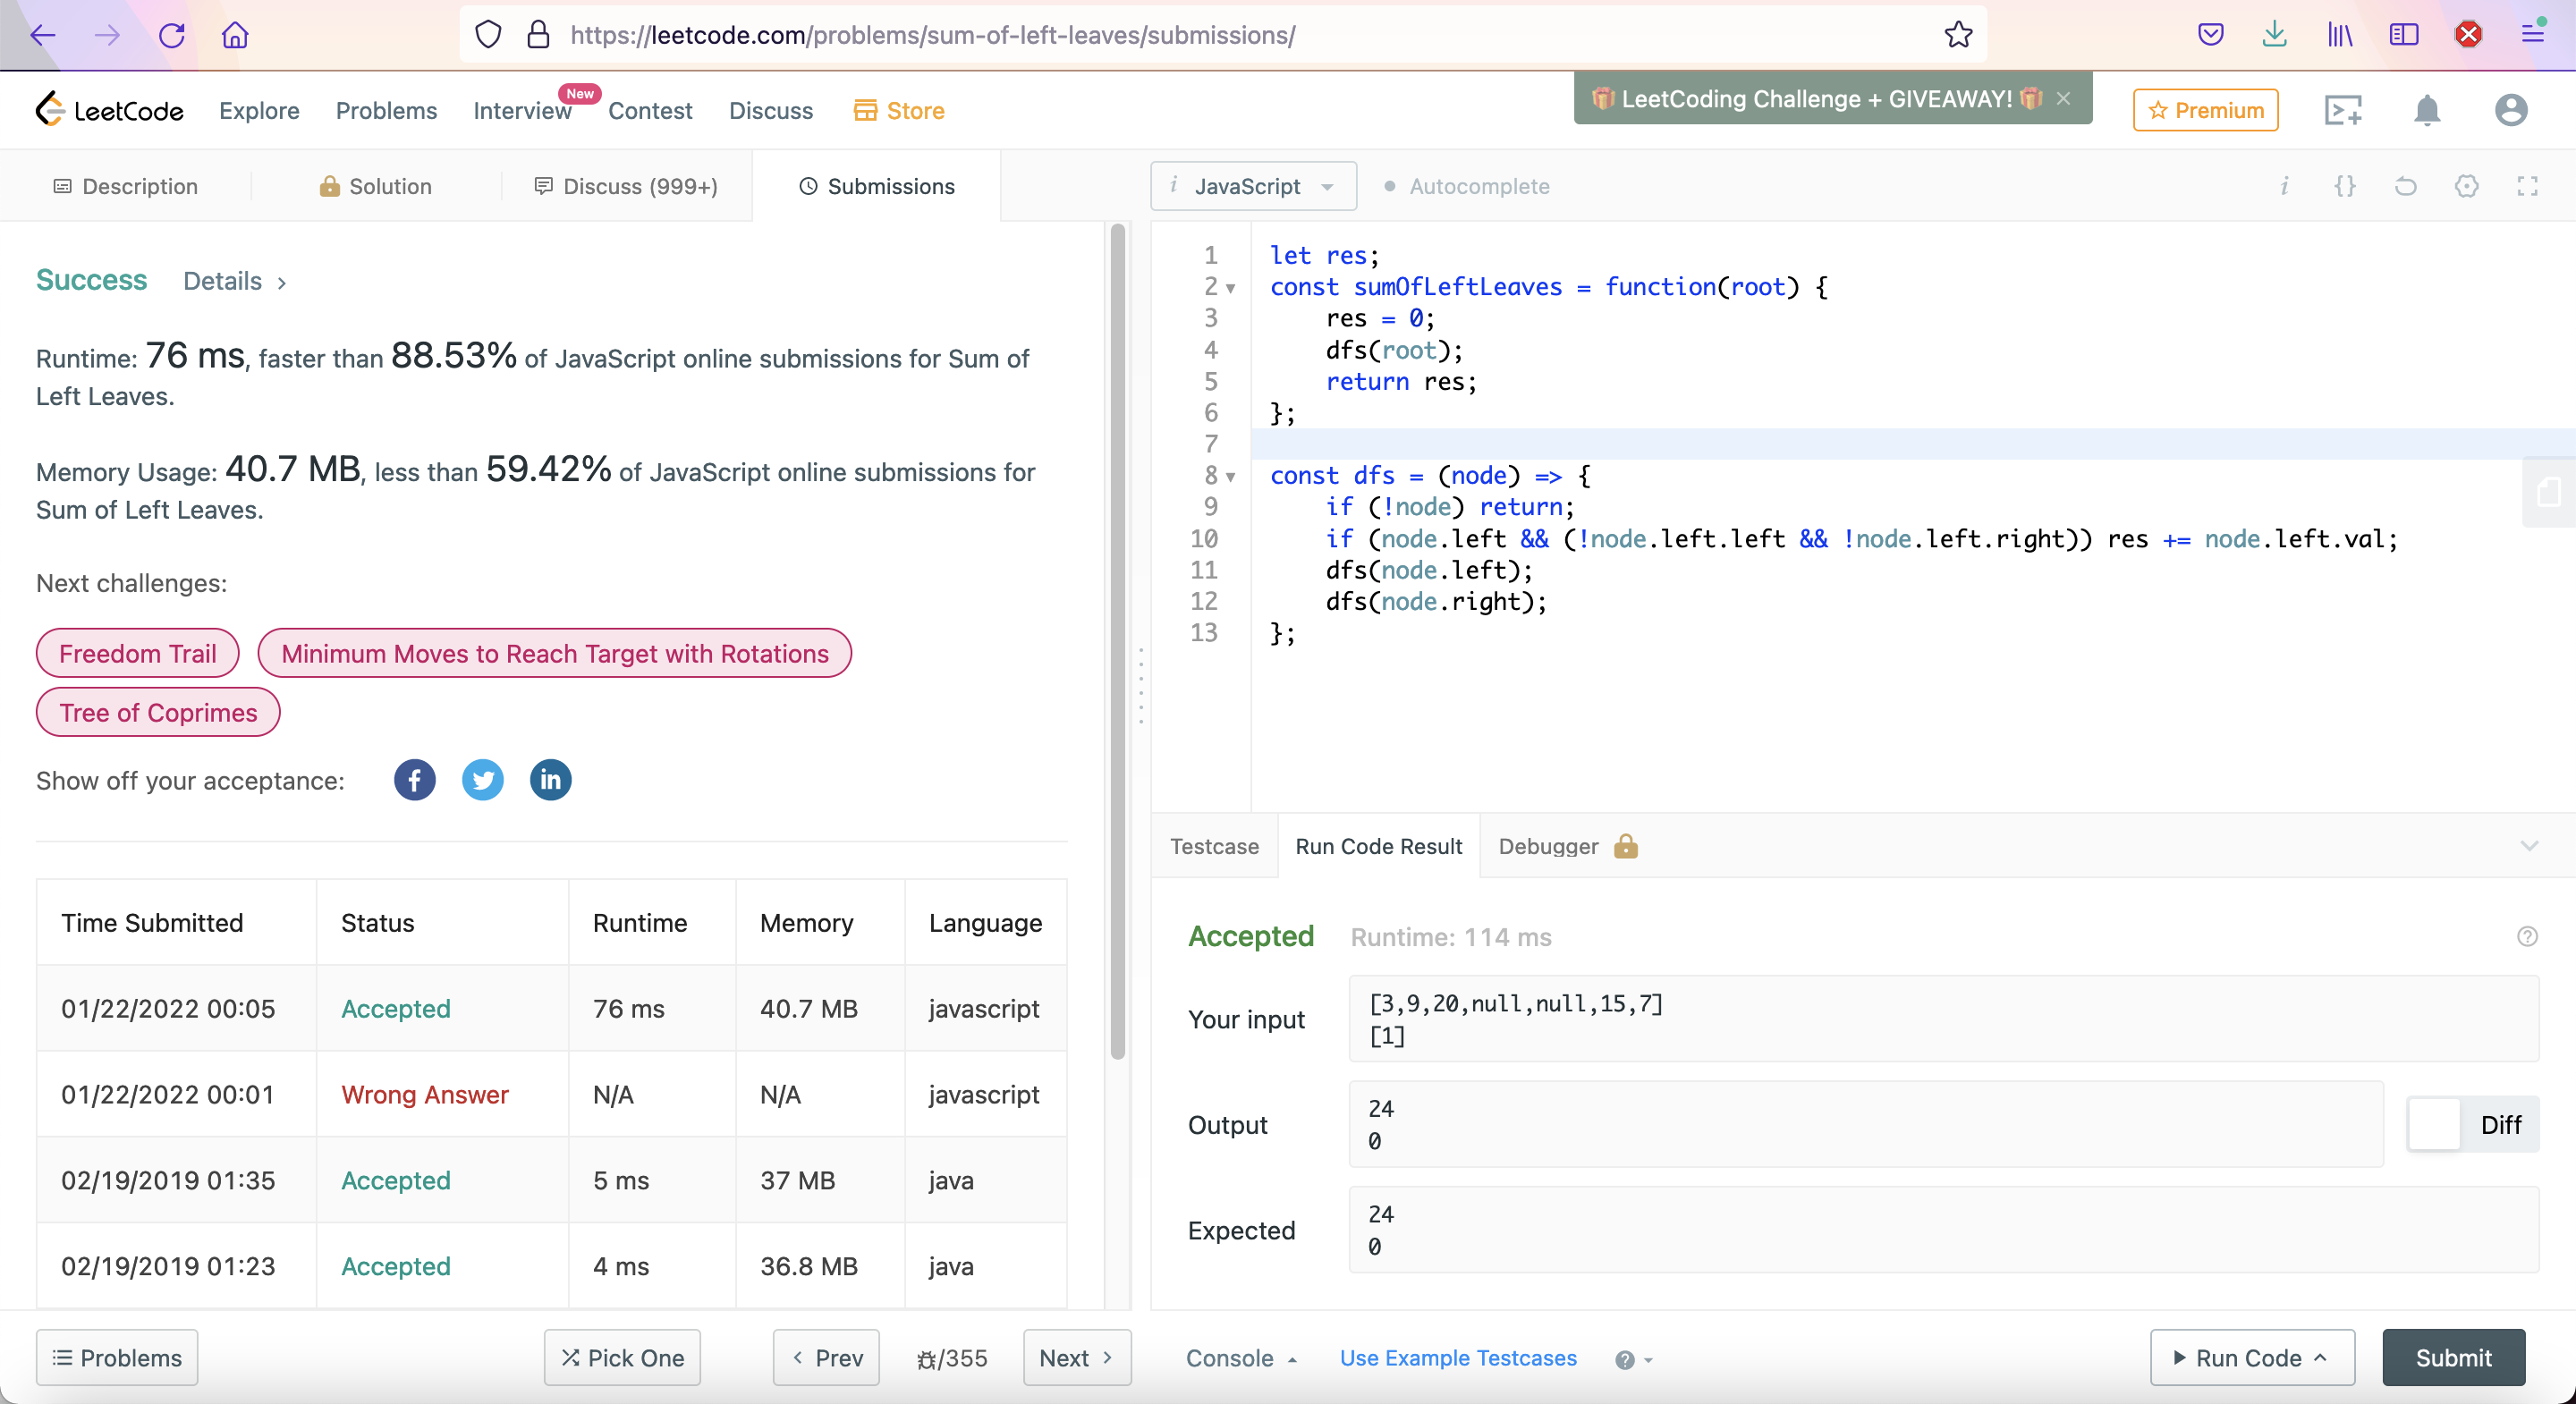 https://leetcode.com/problems/sum-of-left-leaves/submissions/
LeetCode Explore Problems Interview New Contest Discuss Store
LeetCoding Challenge + GIVEAWAY!
Premium
Description Solution Discuss (999+) Submissions
i JavaScript Autocomplete
Success Details
Runtime: 76 ms, faster than 88.53% of JavaScript online submissions for Sum of
Left Leaves.
Memory Usage: 40.7 MB, less than 59.42% of JavaScript online submissions for
Sum of Left Leaves.
Next challenges:
Freedom Trail Minimum Moves to Reach Target with Rotations
Tree of Coprimes
Show off your acceptance:
Time Submitted Status Runtime Memory Language
01/22/2022 00:05 Accepted 76 ms 40.7 MB javascript
01/22/2022 00:01 Wrong Answer N/A N/A javascript
02/19/2019 01:35 Accepted 5 ms 37 MB java
02/19/2019 01:23 Accepted 4 ms 36.8 MB java
Problems Pick One Prev /355 Next
1 let res;
2 const sumOfLeftLeaves = function(root) {
3 res = 0;
4 dfs(root);
5 return res;
6 };
7
8 const dfs = (node) => {
9 if (!node) return;
10 if (node.left && (!node.left.left && !node.left.right)) res += node.left.val;
11 dfs(node.left);
12 dfs(node.right);
13 };
Testcase Run Code Result Debugger
Accepted Runtime: 114 ms
Your input
[3,9,20,null,null,15,7]
[1]
Output
24
0
Diff
Expected
24
0
Console Use Example Testcases Run Code Submit